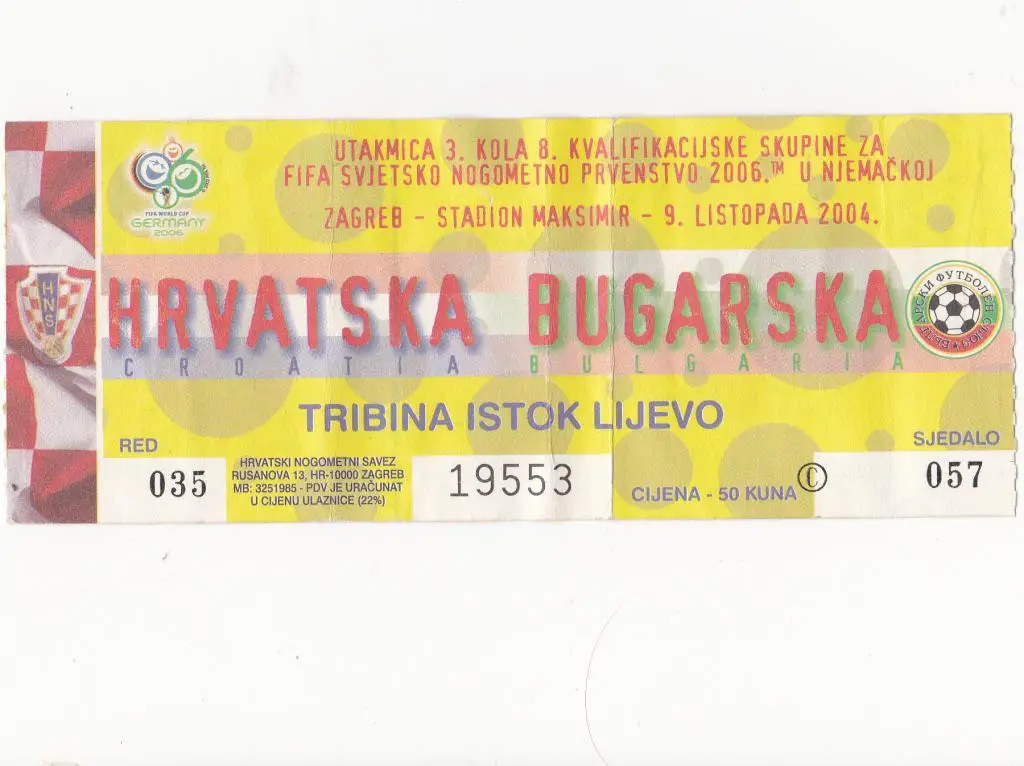 UTAKMICA 3. KOLA 8. KVALIFIKACIJSKE SKUPINE ZA
FIFA SVJETSKO NOGOMETNO PRVENSTVO 2006.™ U NJEMAČKOJ
ZAGREB - STADION MAKSIMIR - 9. LISTOPADA 2004.
FIFA WORLD CUP
GERMANY
2006
HNS
HRVATSKA BUGARSKA
CROATIA BULGARIA
БЪЛГАРСКИ ФУТБОЛЕН СЪЮЗ
TRIBINA ISTOK LIJEVO
RED
035
HRVATSKI NOGOMETNI SAVEZ
RUSANOVA 13, HR-10000 ZAGREB
MB: 3251985 - PDV JE URAČUNAT
U CIJENU ULAZNICE (22%)
19553
CIJENA - 50 KUNA
©
SJEDALO
057